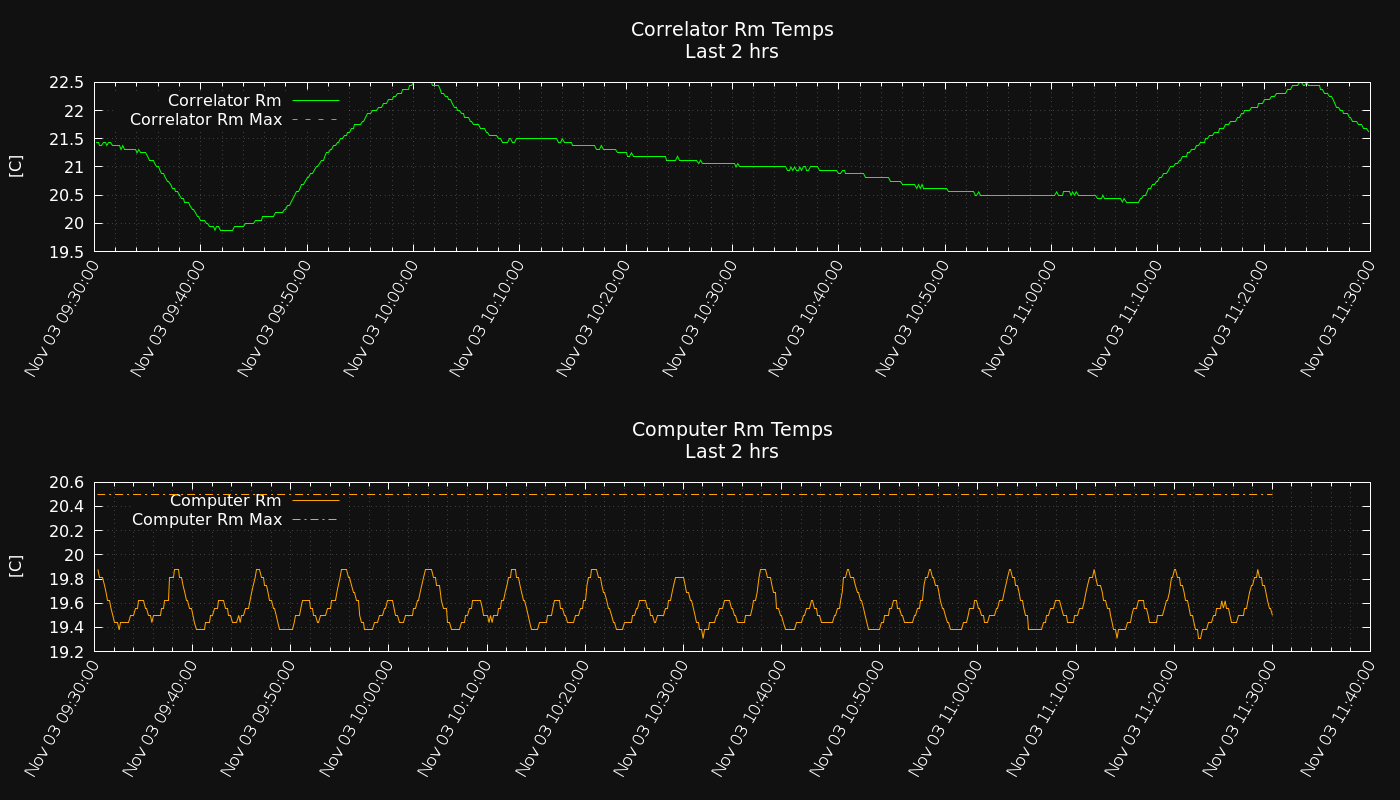 Correlator Rm Temps
Last 2 hrs
Correlator Rm
Correlator Rm Max
[C]
22.5
22
21.5
21
20.5
20
19.5
Nov 03 09:30:00
Nov 03 09:40:00
Nov 03 09:50:00
Nov 03 10:00:00
Nov 03 10:10:00
Nov 03 10:20:00
Nov 03 10:30:00
Nov 03 10:40:00
Nov 03 10:50:00
Nov 03 11:00:00
Nov 03 11:10:00
Nov 03 11:20:00
Nov 03 11:30:00
Computer Rm Temps
Last 2 hrs
Computer Rm
Computer Rm Max
[C]
20.6
20.4
20.2
20
19.8
19.6
19.4
19.2
Nov 03 09:30:00
Nov 03 09:40:00
Nov 03 09:50:00
Nov 03 10:00:00
Nov 03 10:10:00
Nov 03 10:20:00
Nov 03 10:30:00
Nov 03 10:40:00
Nov 03 10:50:00
Nov 03 11:00:00
Nov 03 11:10:00
Nov 03 11:20:00
Nov 03 11:30:00
Nov 03 11:40:00